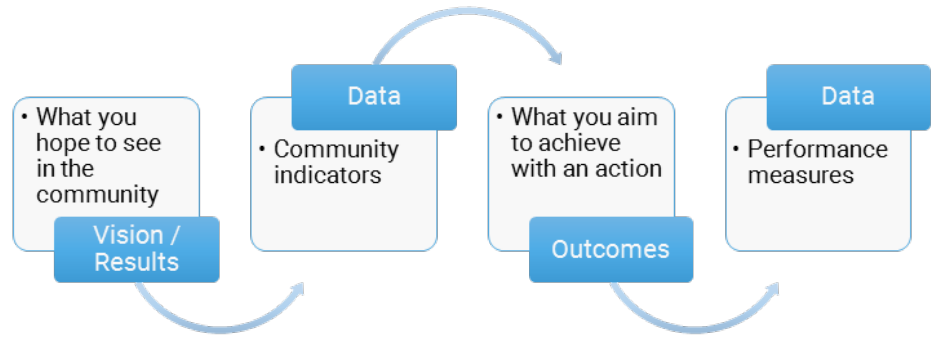 • What you
hope to see
in the
community
Vision /
Results
Data
• Community
indicators
• What you aim
to achieve
with an action
Outcomes
Data
• Performance
measures